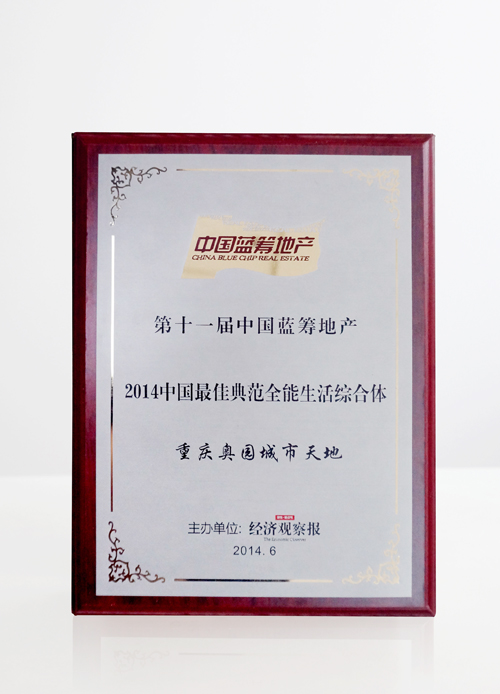 中国蓝筹地产
CHINA BLUE CHIP REAL ESTATE
第十一届中国蓝筹地产
2014中国最佳典范全能生活综合体
重庆奥园城市天地
主办单位: 经济观察报
The Economic Observer
2014.6